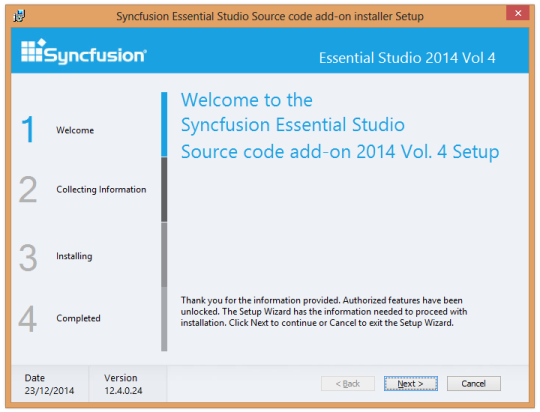 Syncfusion Essential Studio Source code add-on installer Setup
Syncfusion
Essential Studio 2014 Vol 4
1 Welcome
2 Collecting Information
3 Installing
4 Completed
Welcome to the
Syncfusion Essential Studio
Source code add-on 2014 Vol. 4 Setup
Thank you for the information provided. Authorized features have been
unlocked. The Setup Wizard has the information needed to proceed with
installation. Click Next to continue or Cancel to exit the Setup Wizard.
Date Version
23/12/2014 12.4.0.24
< Back Next > Cancel